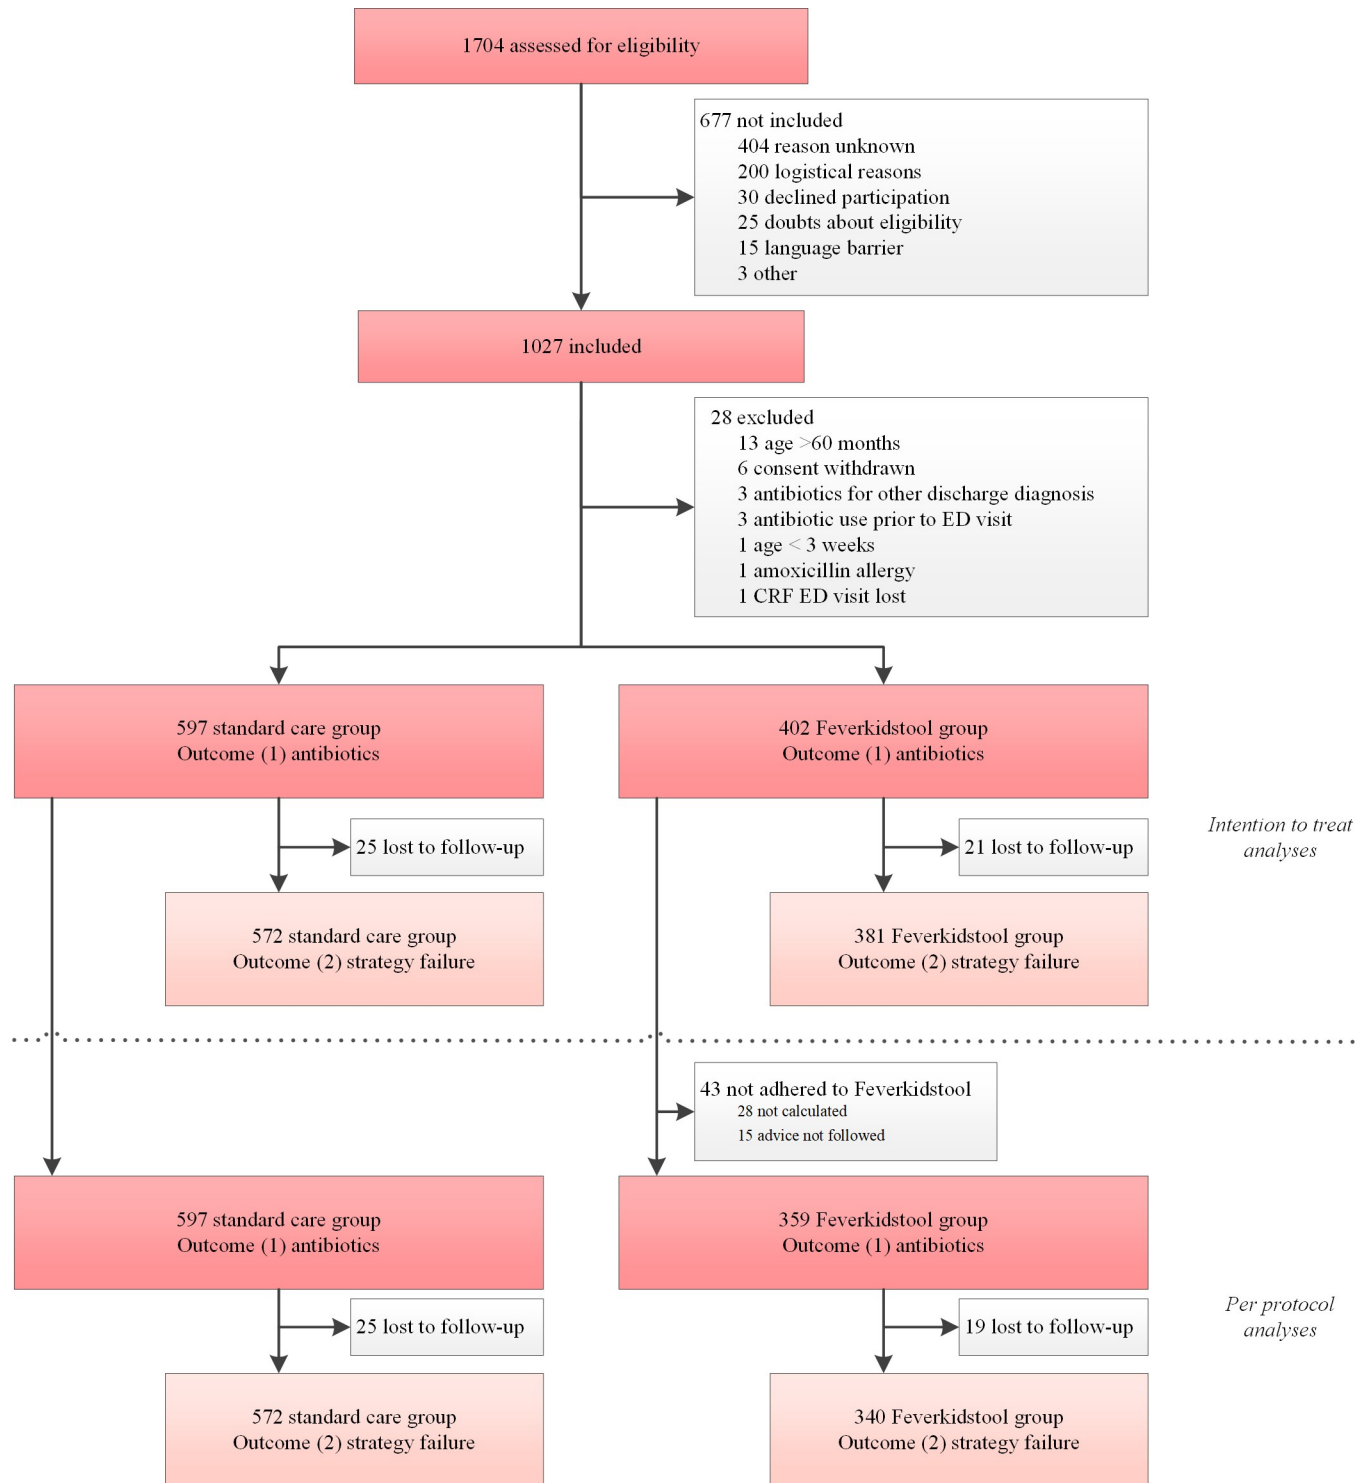 1704 assessed for eligibility
677 not included
404 reason unknown
200 logistical reasons
30 declined participation
25 doubts about eligibility
15 language barrier
3 other
1027 included
28 excluded
13 age >60 months
6 consent withdrawn
3 antibiotics for other discharge diagnosis
3 antibiotic use prior to ED visit
1 age < 3 weeks
1 amoxicillin allergy
1 CRF ED visit lost
597 standard care group
Outcome (1) antibiotics
402 Feverkidstool group
Outcome (1) antibiotics
25 lost to follow-up
21 lost to follow-up
Intention to treat
analyses
572 standard care group
Outcome (2) strategy failure
381 Feverkidstool group
Outcome (2) strategy failure
43 not adhered to Feverkidstool
28 not calculated
15 advice not followed
597 standard care group
Outcome (1) antibiotics
359 Feverkidstool group
Outcome (1) antibiotics
25 lost to follow-up
19 lost to follow-up
Per protocol
analyses
572 standard care group
Outcome (2) strategy failure
340 Feverkidstool group
Outcome (2) strategy failure